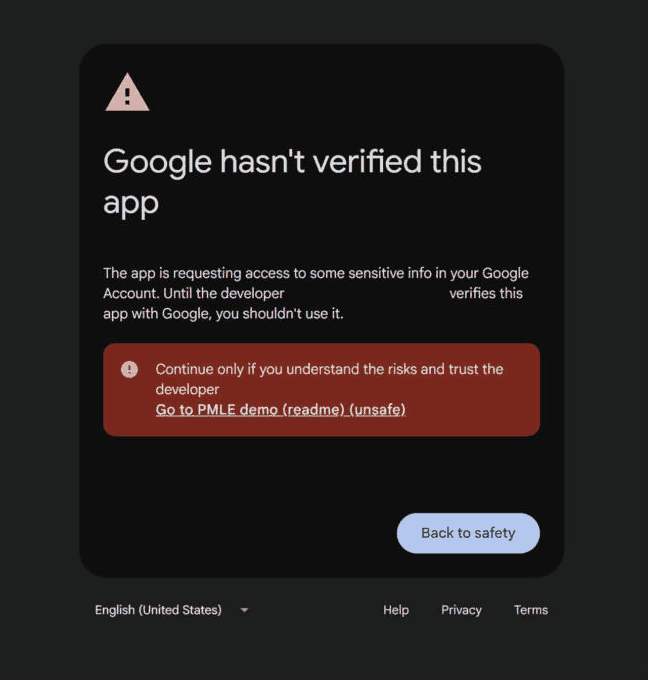 Google hasn't verified this
app
The app is requesting access to some sensitive info in your Google
Account. Until the developer verifies this
app with Google, you shouldn't use it.
Continue only if you understand the risks and trust the
developer
Go to PMLE demo (readme) (unsafe)
Back to safety
English (United States) Help Privacy Terms